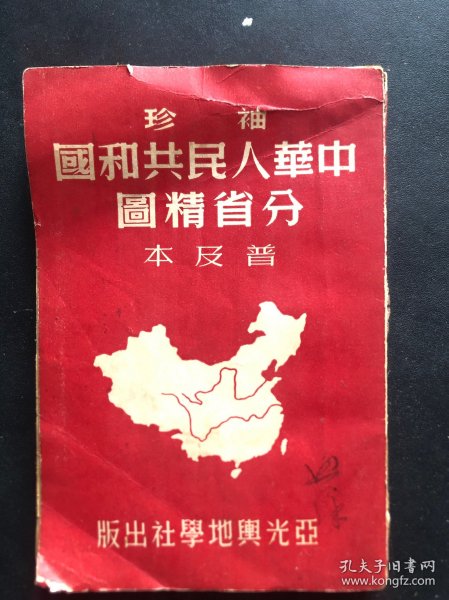 袖珍
中華人民共和國
分省精圖
普及本
亞光輿地學社出版
孔夫子旧书网
www.kongfz.com